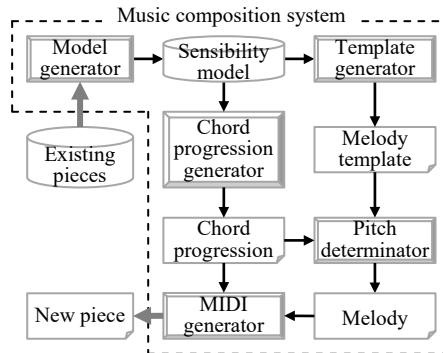 Music composition system
Model
generator
Sensibility
model
Template
generator
Existing
pieces
Chord
progression
generator
Melody
template
Chord
progression
Pitch
determinator
New piece
MIDI
generator
Melody